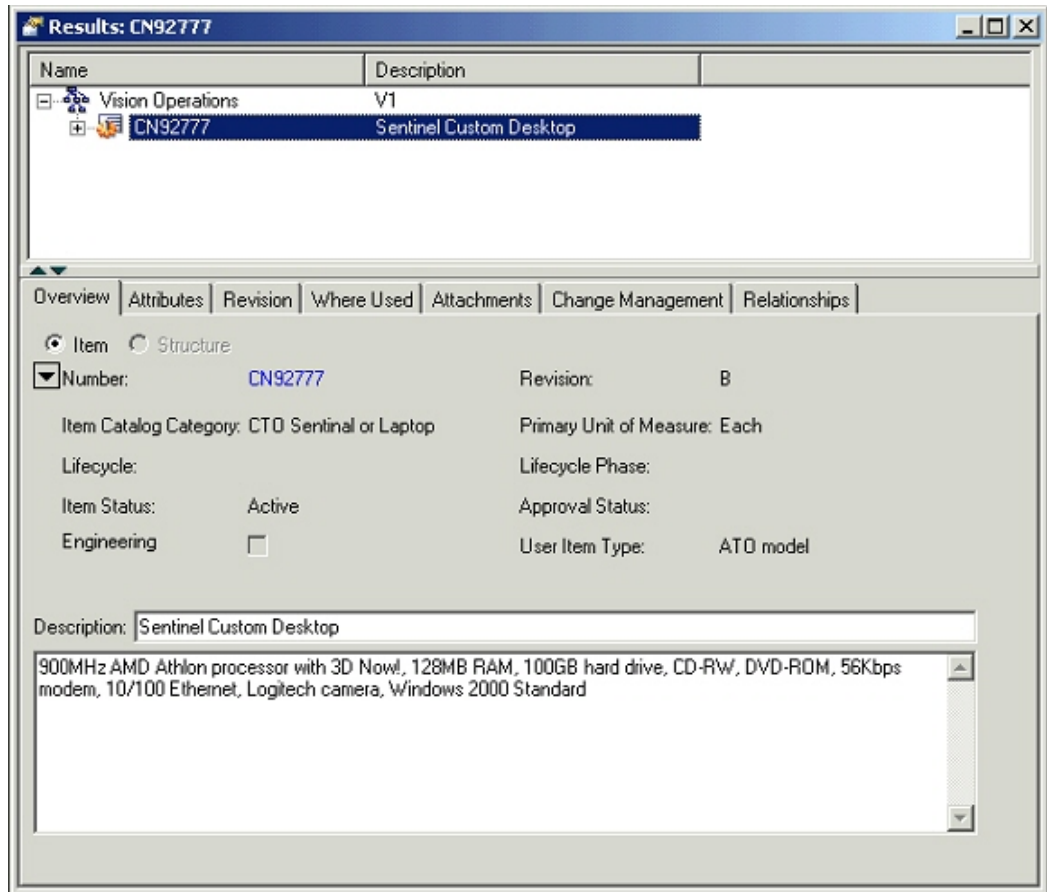 Results: CN92777
Name Description
Vision Operations V1
CN92777 Sentinel Custom Desktop
Overview Attributes Revision Where Used Attachments Change Management Relationships
Item Structure
Number: CN92777 Revision: B
Item Catalog Category: CTO Sentinal or Laptop Primary Unit of Measure: Each
Lifecycle: Lifecycle Phase:
Item Status: Active Approval Status:
Engineering User Item Type: ATO model
Description: Sentinel Custom Desktop
900MHz AMD Athlon processor with 3D Now!, 128MB RAM, 100GB hard drive, CD-RW, DVD-ROM, 56Kbps
modem, 10/100 Ethernet, Logitech camera, Windows 2000 Standard